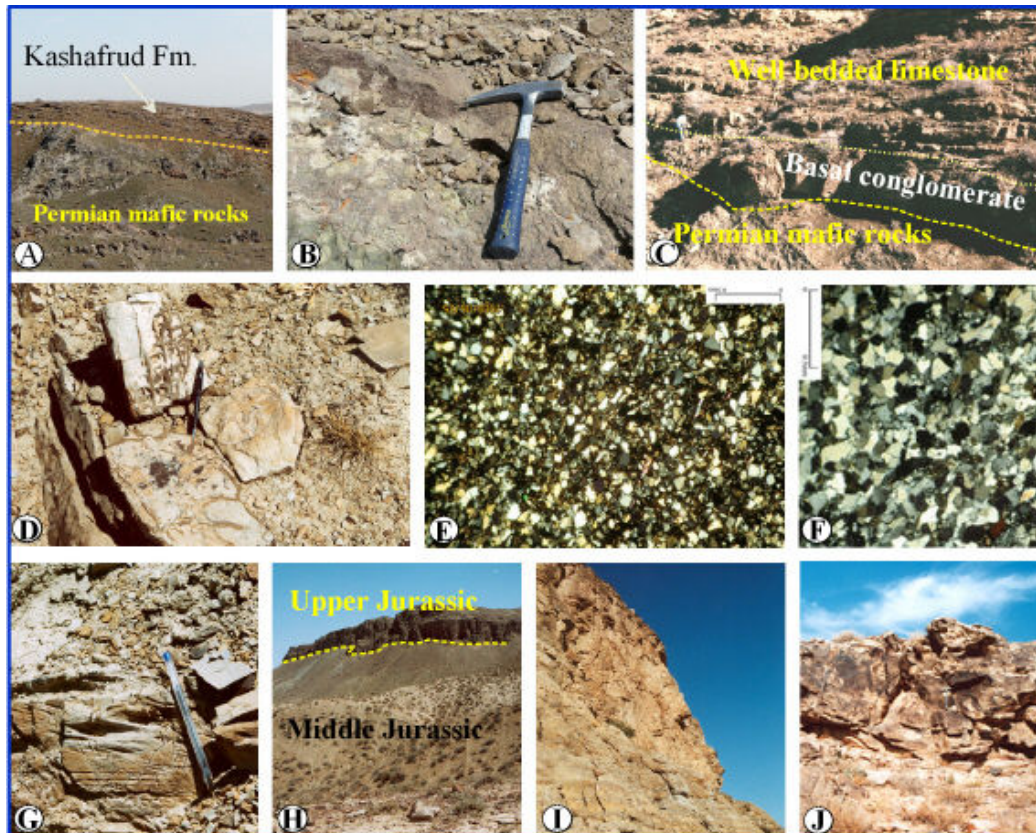 Kashafrud Fm.
Permian mafic rocks
A
B
Well bedded limestone
Basal conglomerate
Permian mafic rocks
C
D
E
F
G
Upper Jurassic
Middle Jurassic
H
I
J